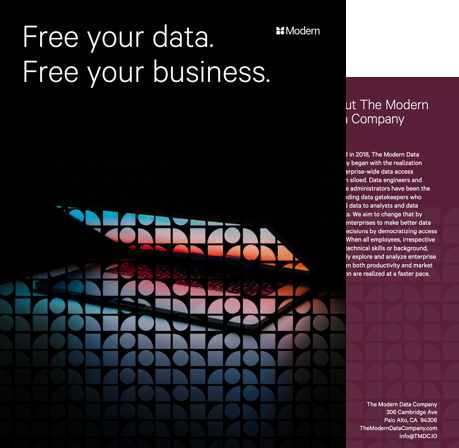 Free your data.
Free your business.
Modern
ut The Modern
Company
in 2018, The Modern Data
y began with the realization
erprise-wide data access
siloed. Data engineers and
e administrators have been the
ding data gatekeepers who
data to analysts and data
s. We aim to change that by
enterprises to make better data
ecisions by democratizing access
When all employees, irrespective
technical skills or background,
ly explore and analyze enterprise
n both productivity and market
on are realized at a faster pace.
The Modern Data Company
306 Cambridge Ave
Palo Alto, CA 94306
TheModernDataCompany.com
info@TMDC.IO